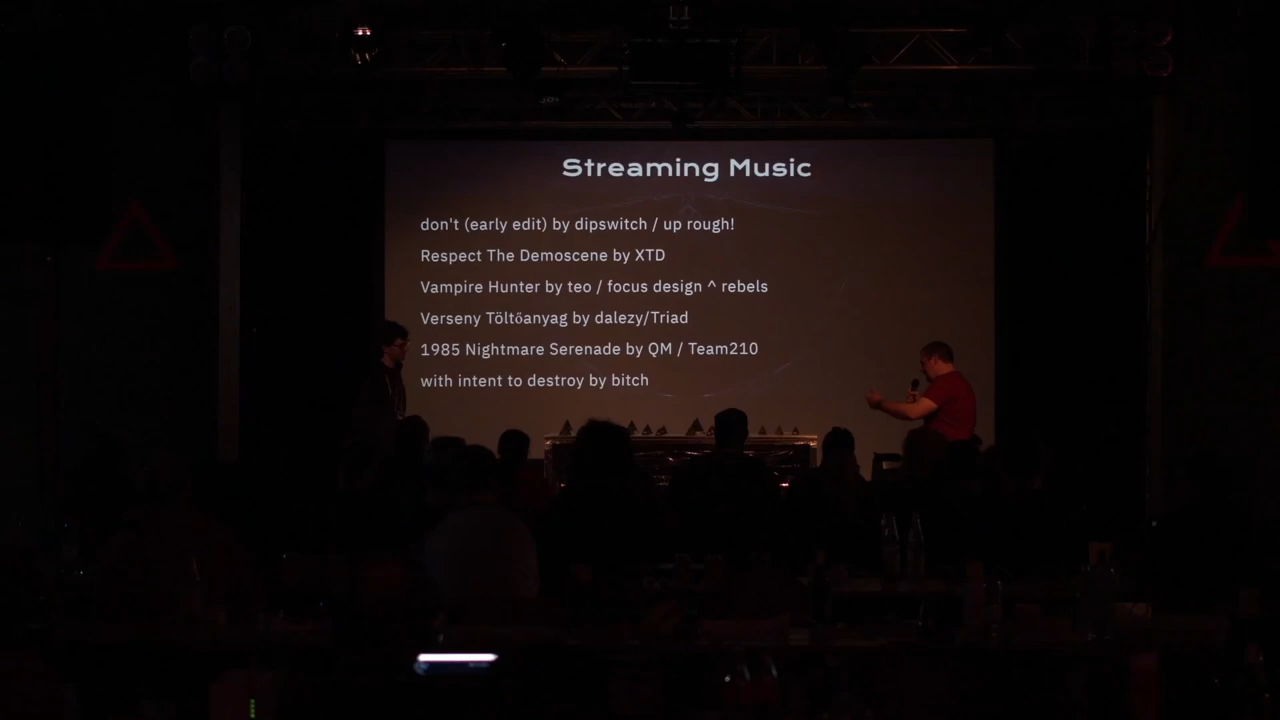 Streaming Music
don't (early edit) by dipswitch / up rough!
Respect The Demoscene by XTD
Vampire Hunter by teo / focus design ^ rebels
Verseny Töltőanyag by dalezy/Triad
1985 Nightmare Serenade by QM / Team210
with intent to destroy by bitch